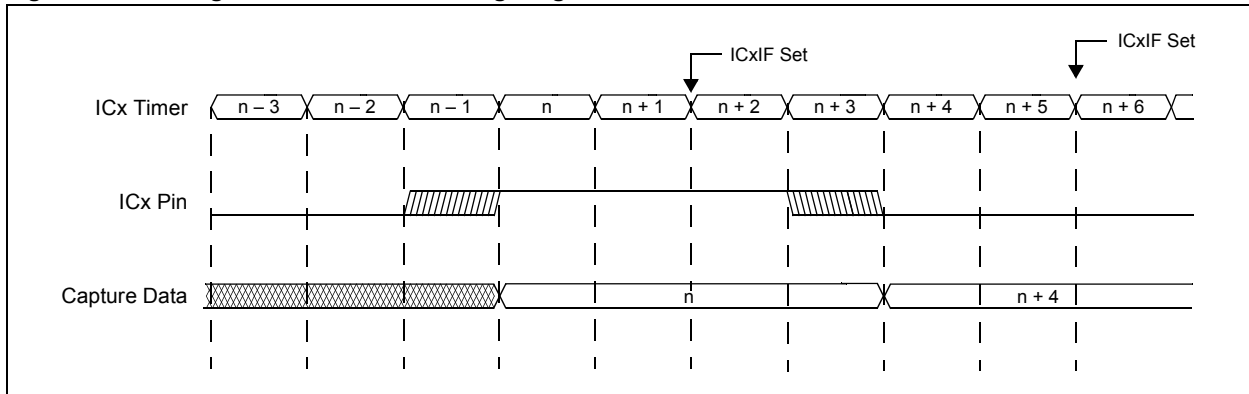 ICxIF Set
ICxIF Set
ICx Timer n – 3 n – 2 n – 1 n n + 1 n + 2 n + 3 n + 4 n + 5 n + 6
ICx Pin
Capture Data n n + 4